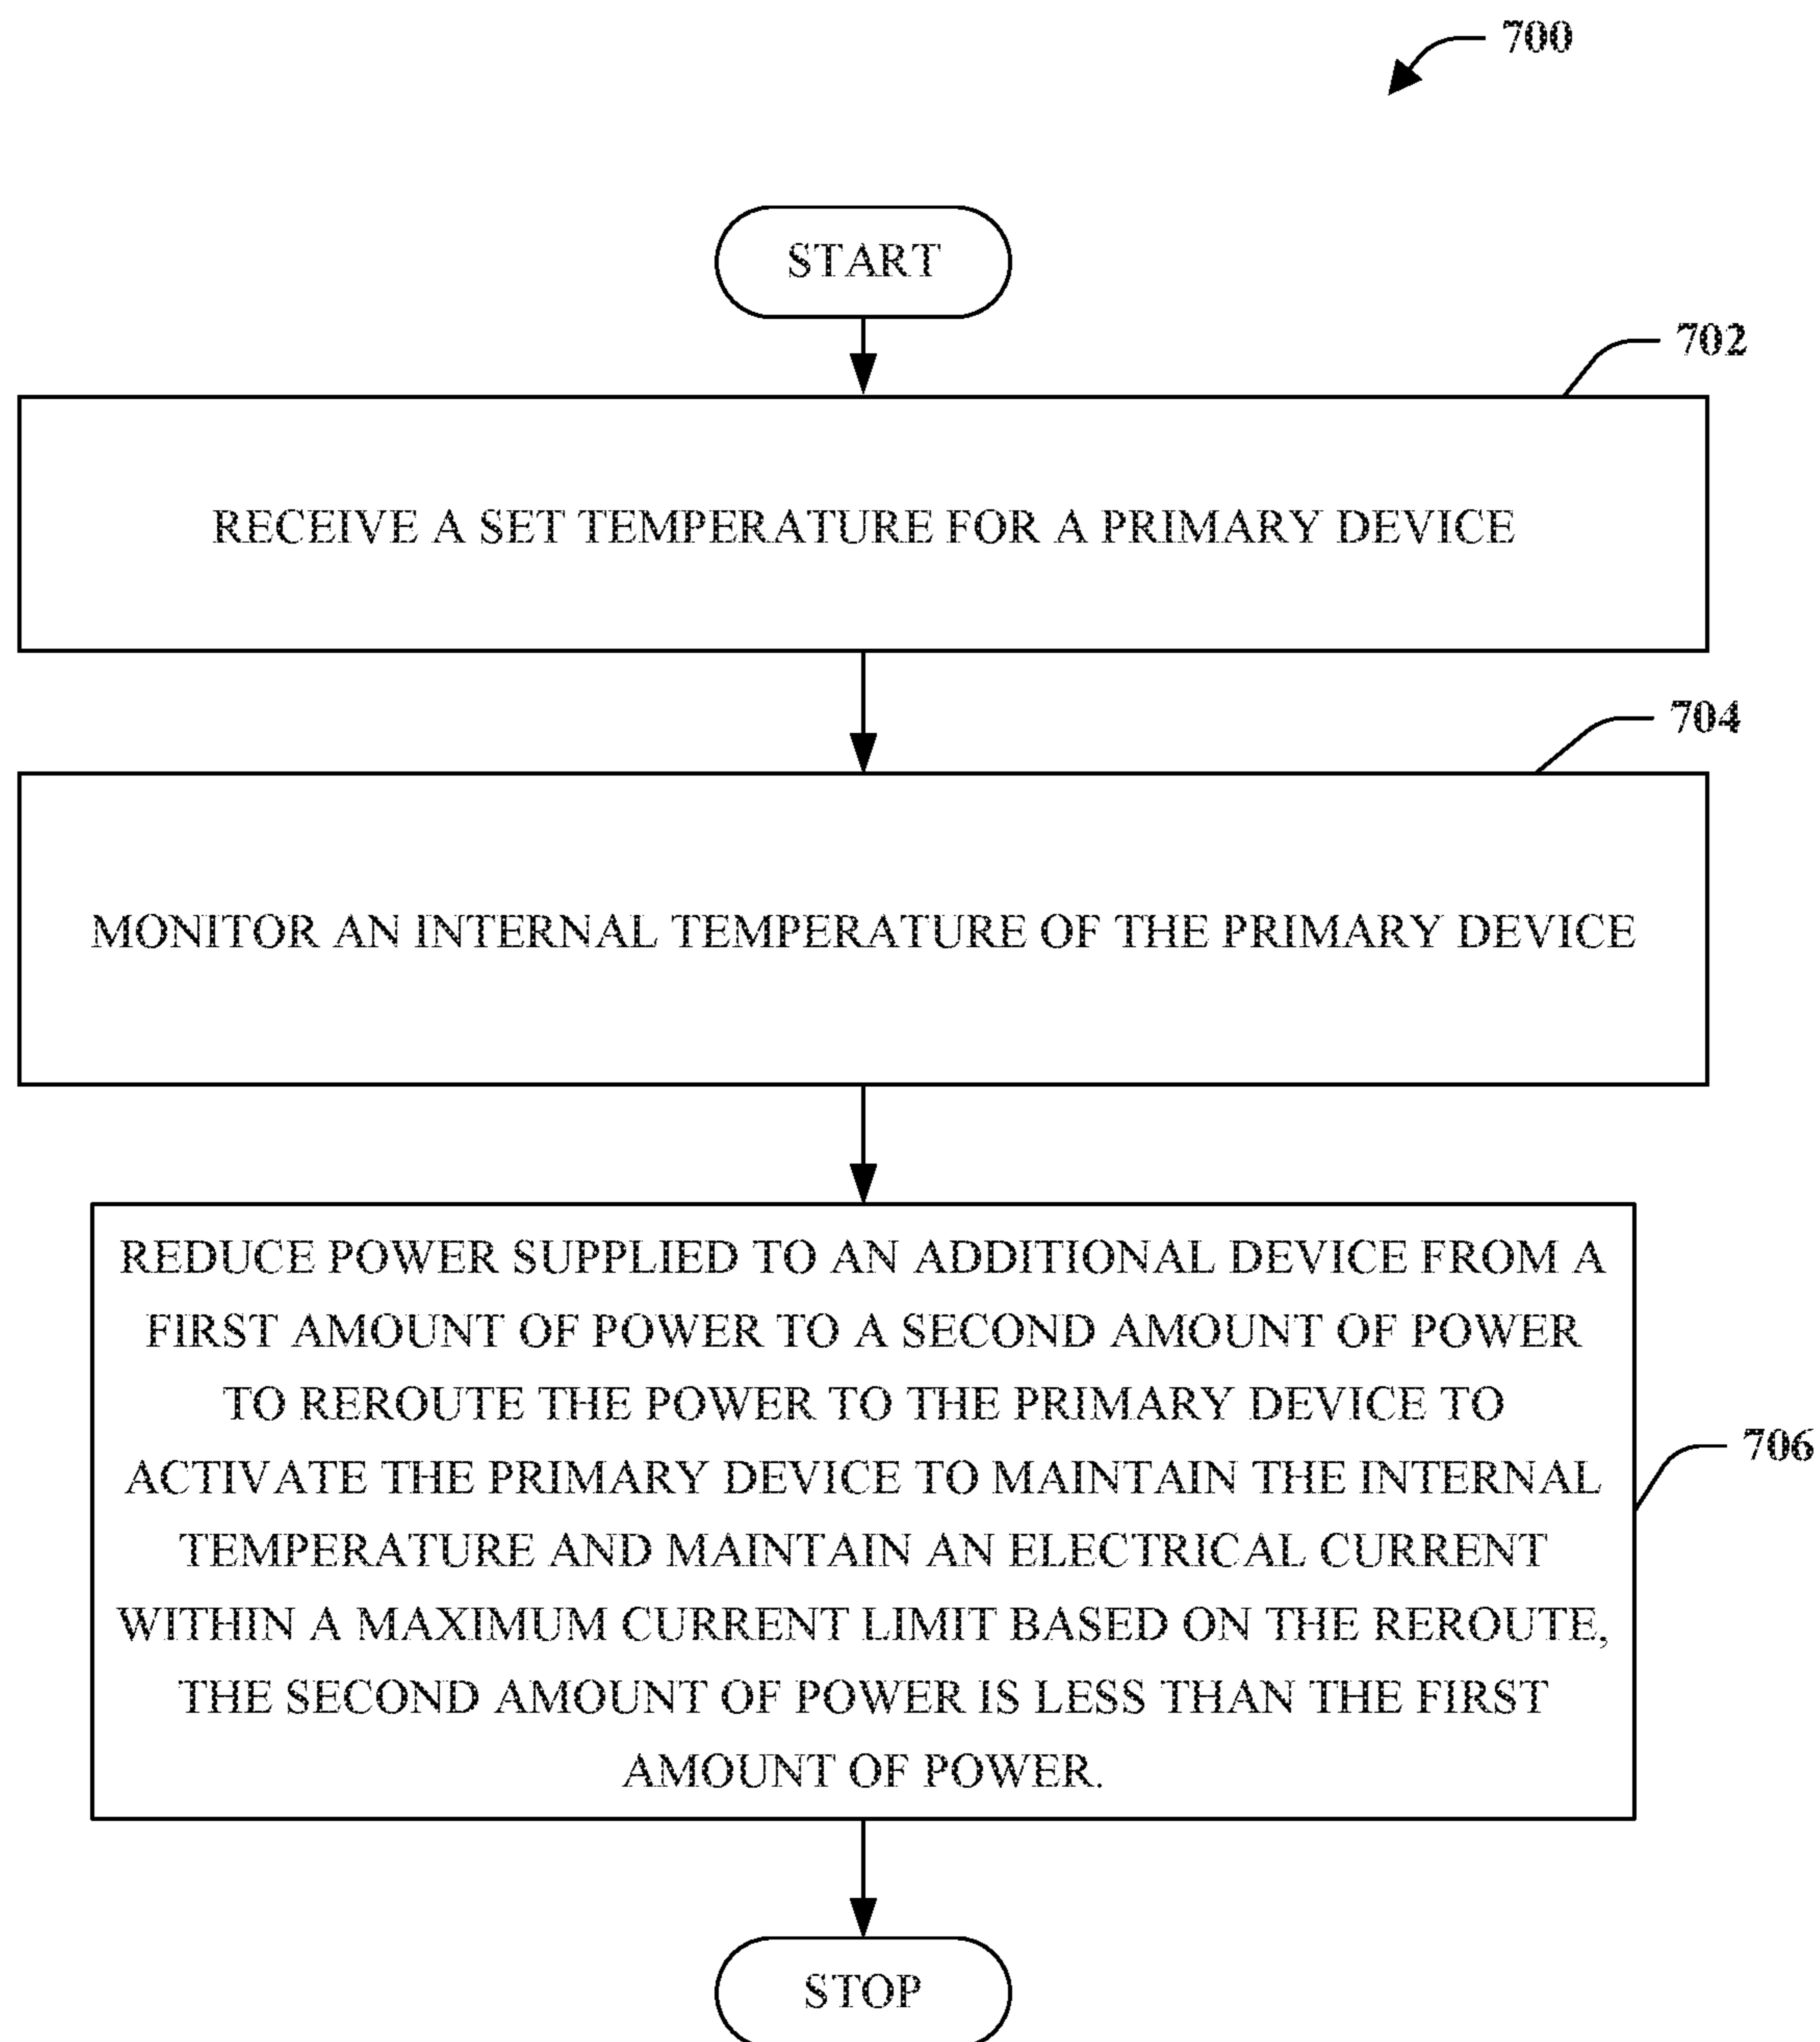 700
START
702
RECEIVE A SET TEMPERATURE FOR A PRIMARY DEVICE
704
MONITOR AN INTERNAL TEMPERATURE OF THE PRIMARY DEVICE
REDUCE POWER SUPPLIED TO AN ADDITIONAL DEVICE FROM A
FIRST AMOUNT OF POWER TO A SECOND AMOUNT OF POWER
TO REROUTE THE POWER TO THE PRIMARY DEVICE TO
ACTIVATE THE PRIMARY DEVICE TO MAINTAIN THE INTERNAL
TEMPERATURE AND MAINTAIN AN ELECTRICAL CURRENT
WITHIN A MAXIMUM CURRENT LIMIT BASED ON THE REROUTE,
THE SECOND AMOUNT OF POWER IS LESS THAN THE FIRST
AMOUNT OF POWER.
706
STOP